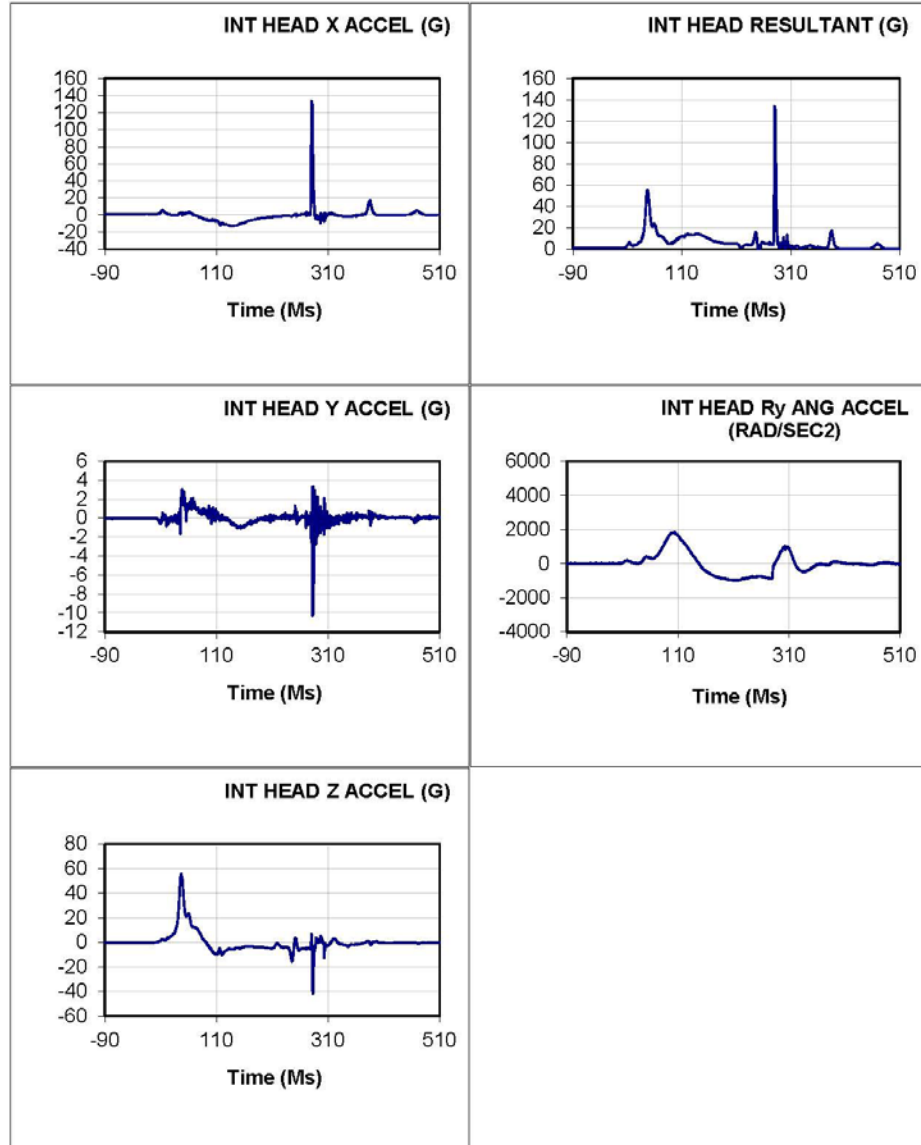 INT HEAD X ACCEL (G)
160
140
120
100
80
60
40
20
0
-20
-40
-90 110 310 510
Time (Ms)
INT HEAD RESULTANT (G)
160
140
120
100
80
60
40
20
0
-90 110 310 510
Time (Ms)
INT HEAD Y ACCEL (G)
6
4
2
0
-2
-4
-6
-8
-10
-12
-90 110 310 510
Time (Ms)
INT HEAD Ry ANG ACCEL
(RAD/SEC2)
6000
4000
2000
0
-2000
-4000
-90 110 310 510
Time (Ms)
INT HEAD Z ACCEL (G)
80
60
40
20
0
-20
-40
-60
-90 110 310 510
Time (Ms)